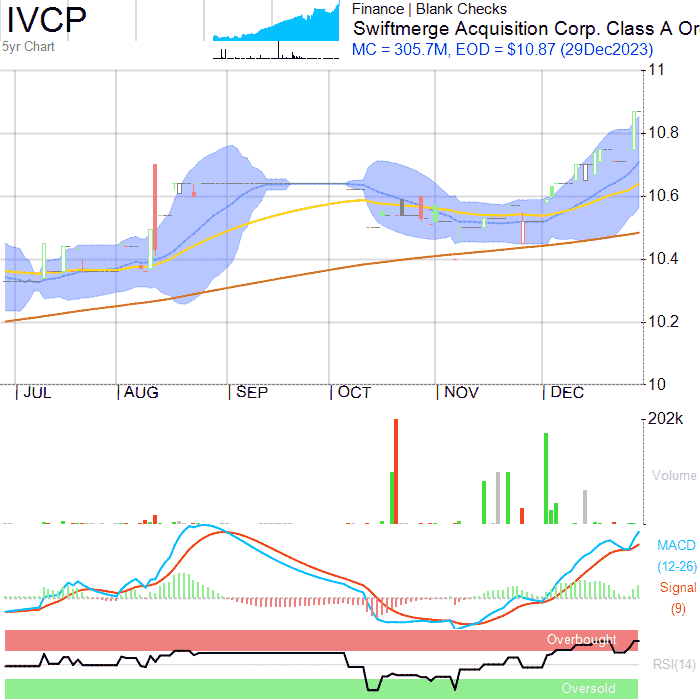 IVCP
5yr Chart
Finance | Blank Checks
Swiftmerge Acquisition Corp. Class A Or
MC = 305.7M, EOD = $10.87 (29Dec2023)
11
10.8
10.6
10.4
10.2
10
JUL AUG SEP OCT NOV DEC
202k
Volume
MACD
(12-26)
Signal
(9)
Overbought
RSI(14)
Oversold